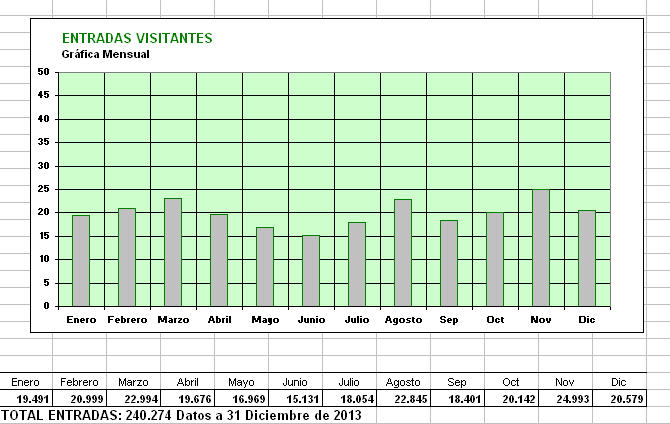 ENTRADAS VISITANTES
Gráfica Mensual
50
45
40
35
30
25
20
15
10
5
0
Enero Febrero Marzo Abril Mayo Junio Julio Agosto Sep Oct Nov Dic
Enero Febrero Marzo Abril Mayo Junio Julio Agosto Sep Oct Nov Dic
19.491 20.999 22.994 19.676 16.969 15.131 18.054 22.845 18.401 20.142 24.993 20.579
TOTAL ENTRADAS: 240.274 Datos a 31 Diciembre de 2013